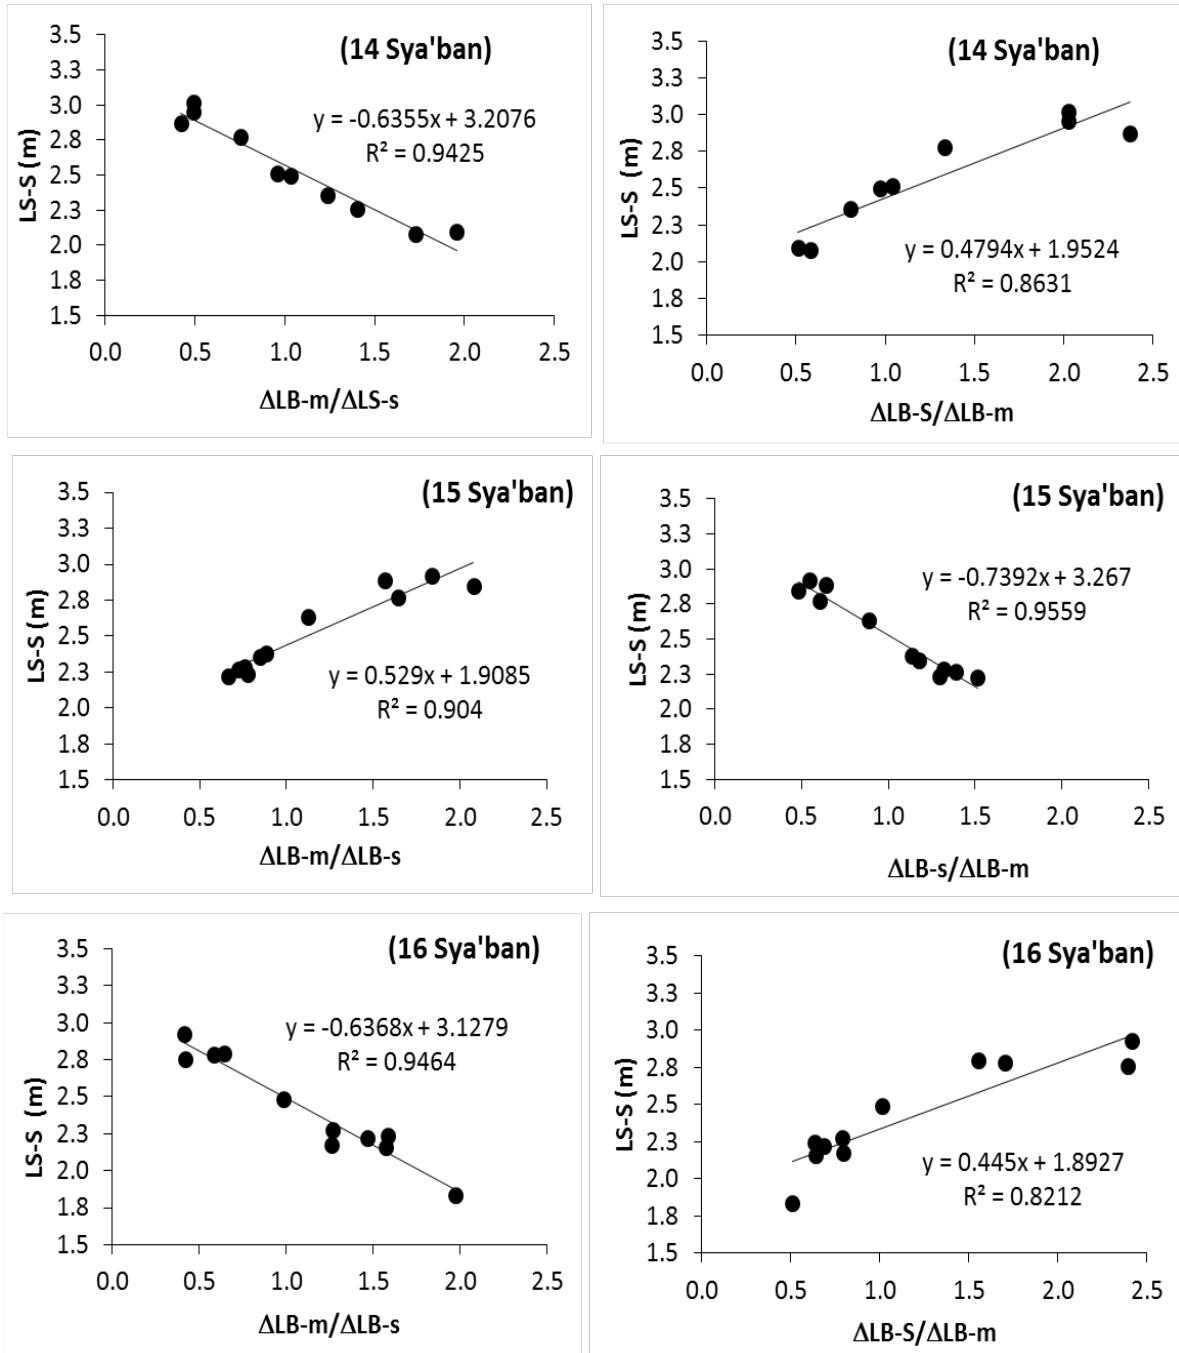 (14 Sya'ban)
3.5
3.3
3.0
2.8
2.5
2.3
2.0
1.8
1.5
LS-S (m)
y = -0.6355x + 3.2076
R² = 0.9425
0.0 0.5 1.0 1.5 2.0 2.5
ΔLB-m/ΔLS-s
(14 Sya'ban)
3.5
3.3
3.0
2.8
2.5
2.3
2.0
1.8
1.5
LS-S (m)
y = 0.4794x + 1.9524
R² = 0.8631
0.0 0.5 1.0 1.5 2.0 2.5
ΔLB-S/ΔLB-m
(15 Sya'ban)
3.5
3.3
3.0
2.8
2.5
2.3
2.0
1.8
1.5
LS-S (m)
y = 0.529x + 1.9085
R² = 0.904
0.0 0.5 1.0 1.5 2.0 2.5
ΔLB-m/ΔLB-s
(15 Sya'ban)
3.5
3.3
3.0
2.8
2.5
2.3
2.0
1.8
1.5
LS-S (m)
y = -0.7392x + 3.267
R² = 0.9559
0.0 0.5 1.0 1.5 2.0 2.5
ΔLB-s/ΔLB-m
(16 Sya'ban)
3.5
3.3
3.0
2.8
2.5
2.3
2.0
1.8
1.5
LS-S (m)
y = -0.6368x + 3.1279
R² = 0.9464
0.0 0.5 1.0 1.5 2.0 2.5
ΔLB-m/ΔLB-s
(16 Sya'ban)
3.5
3.3
3.0
2.8
2.5
2.3
2.0
1.8
1.5
LS-S (m)
y = 0.445x + 1.8927
R² = 0.8212
0.0 0.5 1.0 1.5 2.0 2.5
ΔLB-S/ΔLB-m